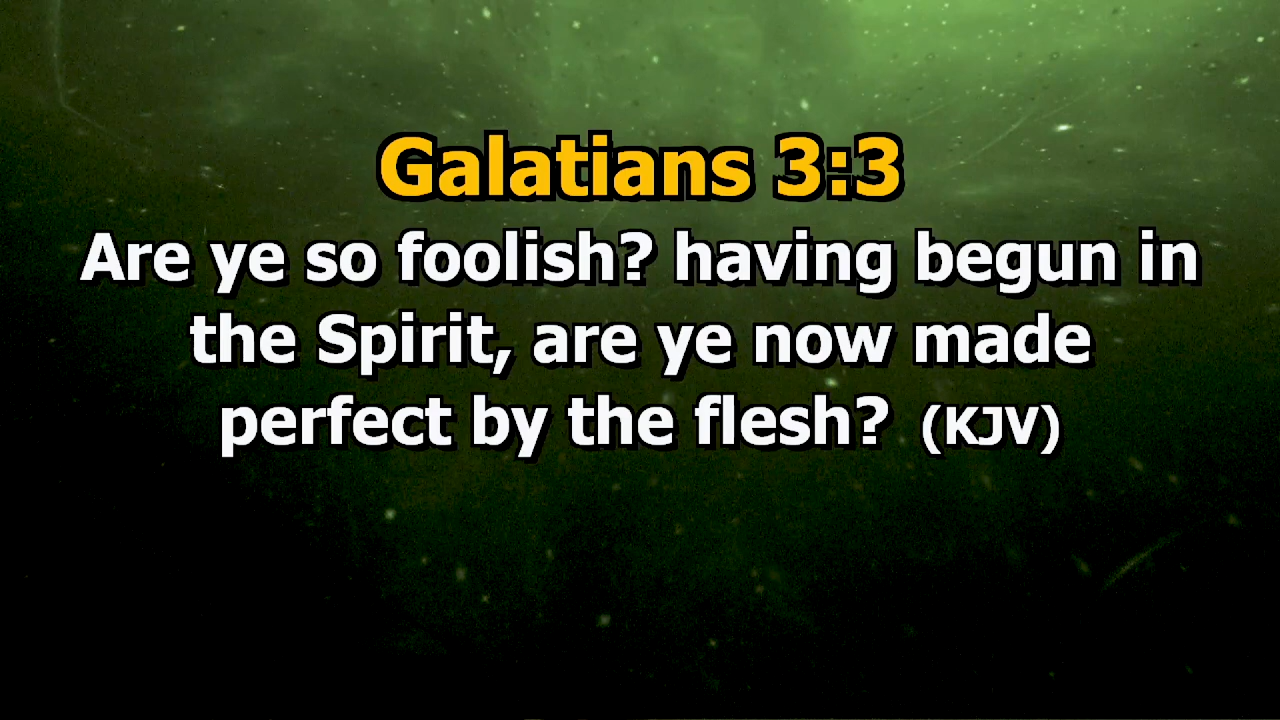 Galatians 3:3
Are ye so foolish? having begun in
the Spirit, are ye now made
perfect by the flesh? (KJV)